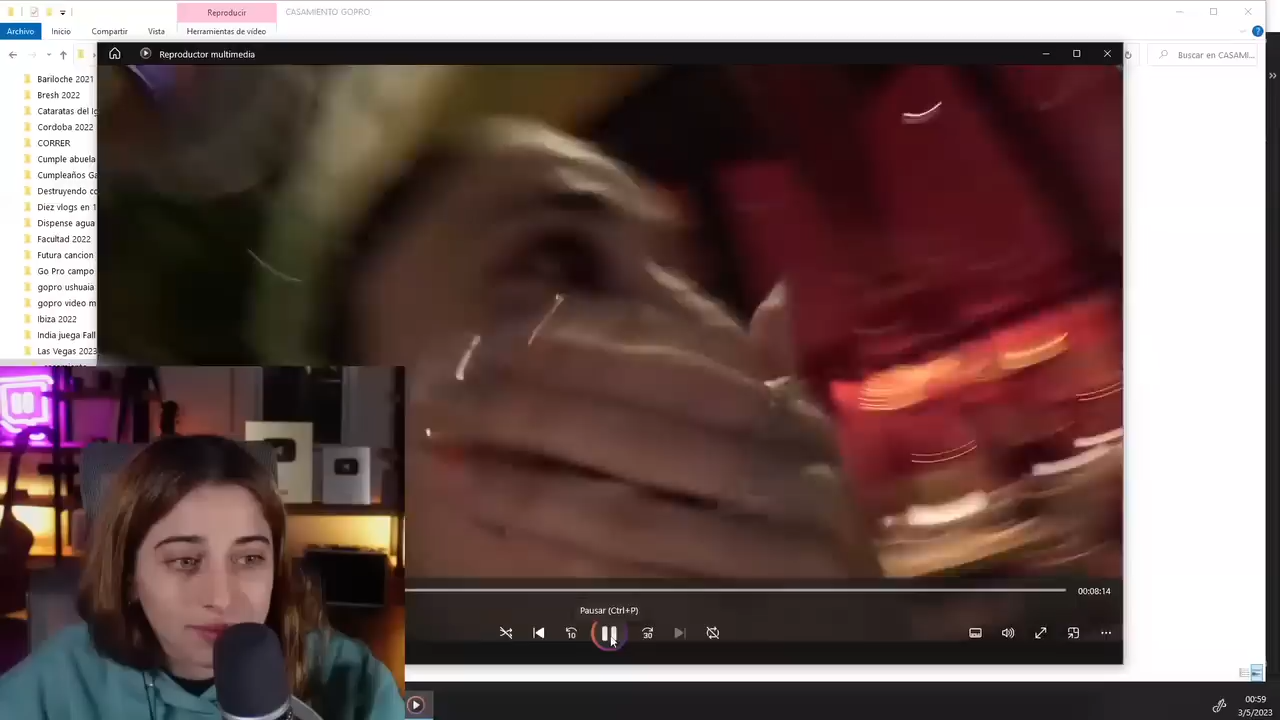 Reproducir
CASAMIENTO GOPRO
Archivo
Inicio
Compartir
Vista
Herramientas de vídeo
Reproductor multimedia
Buscar en CASAMI...
Bariloche 2021
Bresh 2022
Cataratas del
Cordoba 2022
CORRER
Cumple abuela
Cumpleaños Ga
Destruyendo co
Diez vlogs en 1
Dispense agua
Facultad 2022
Futura cancion
Go Pro campo
gopro ushuaia
gopro video m
Ibiza 2022
India juega Fall
Las Vegas 2023
00:08:14
Pausar (Ctrl+P)
10
30
00:59
3/5/2023